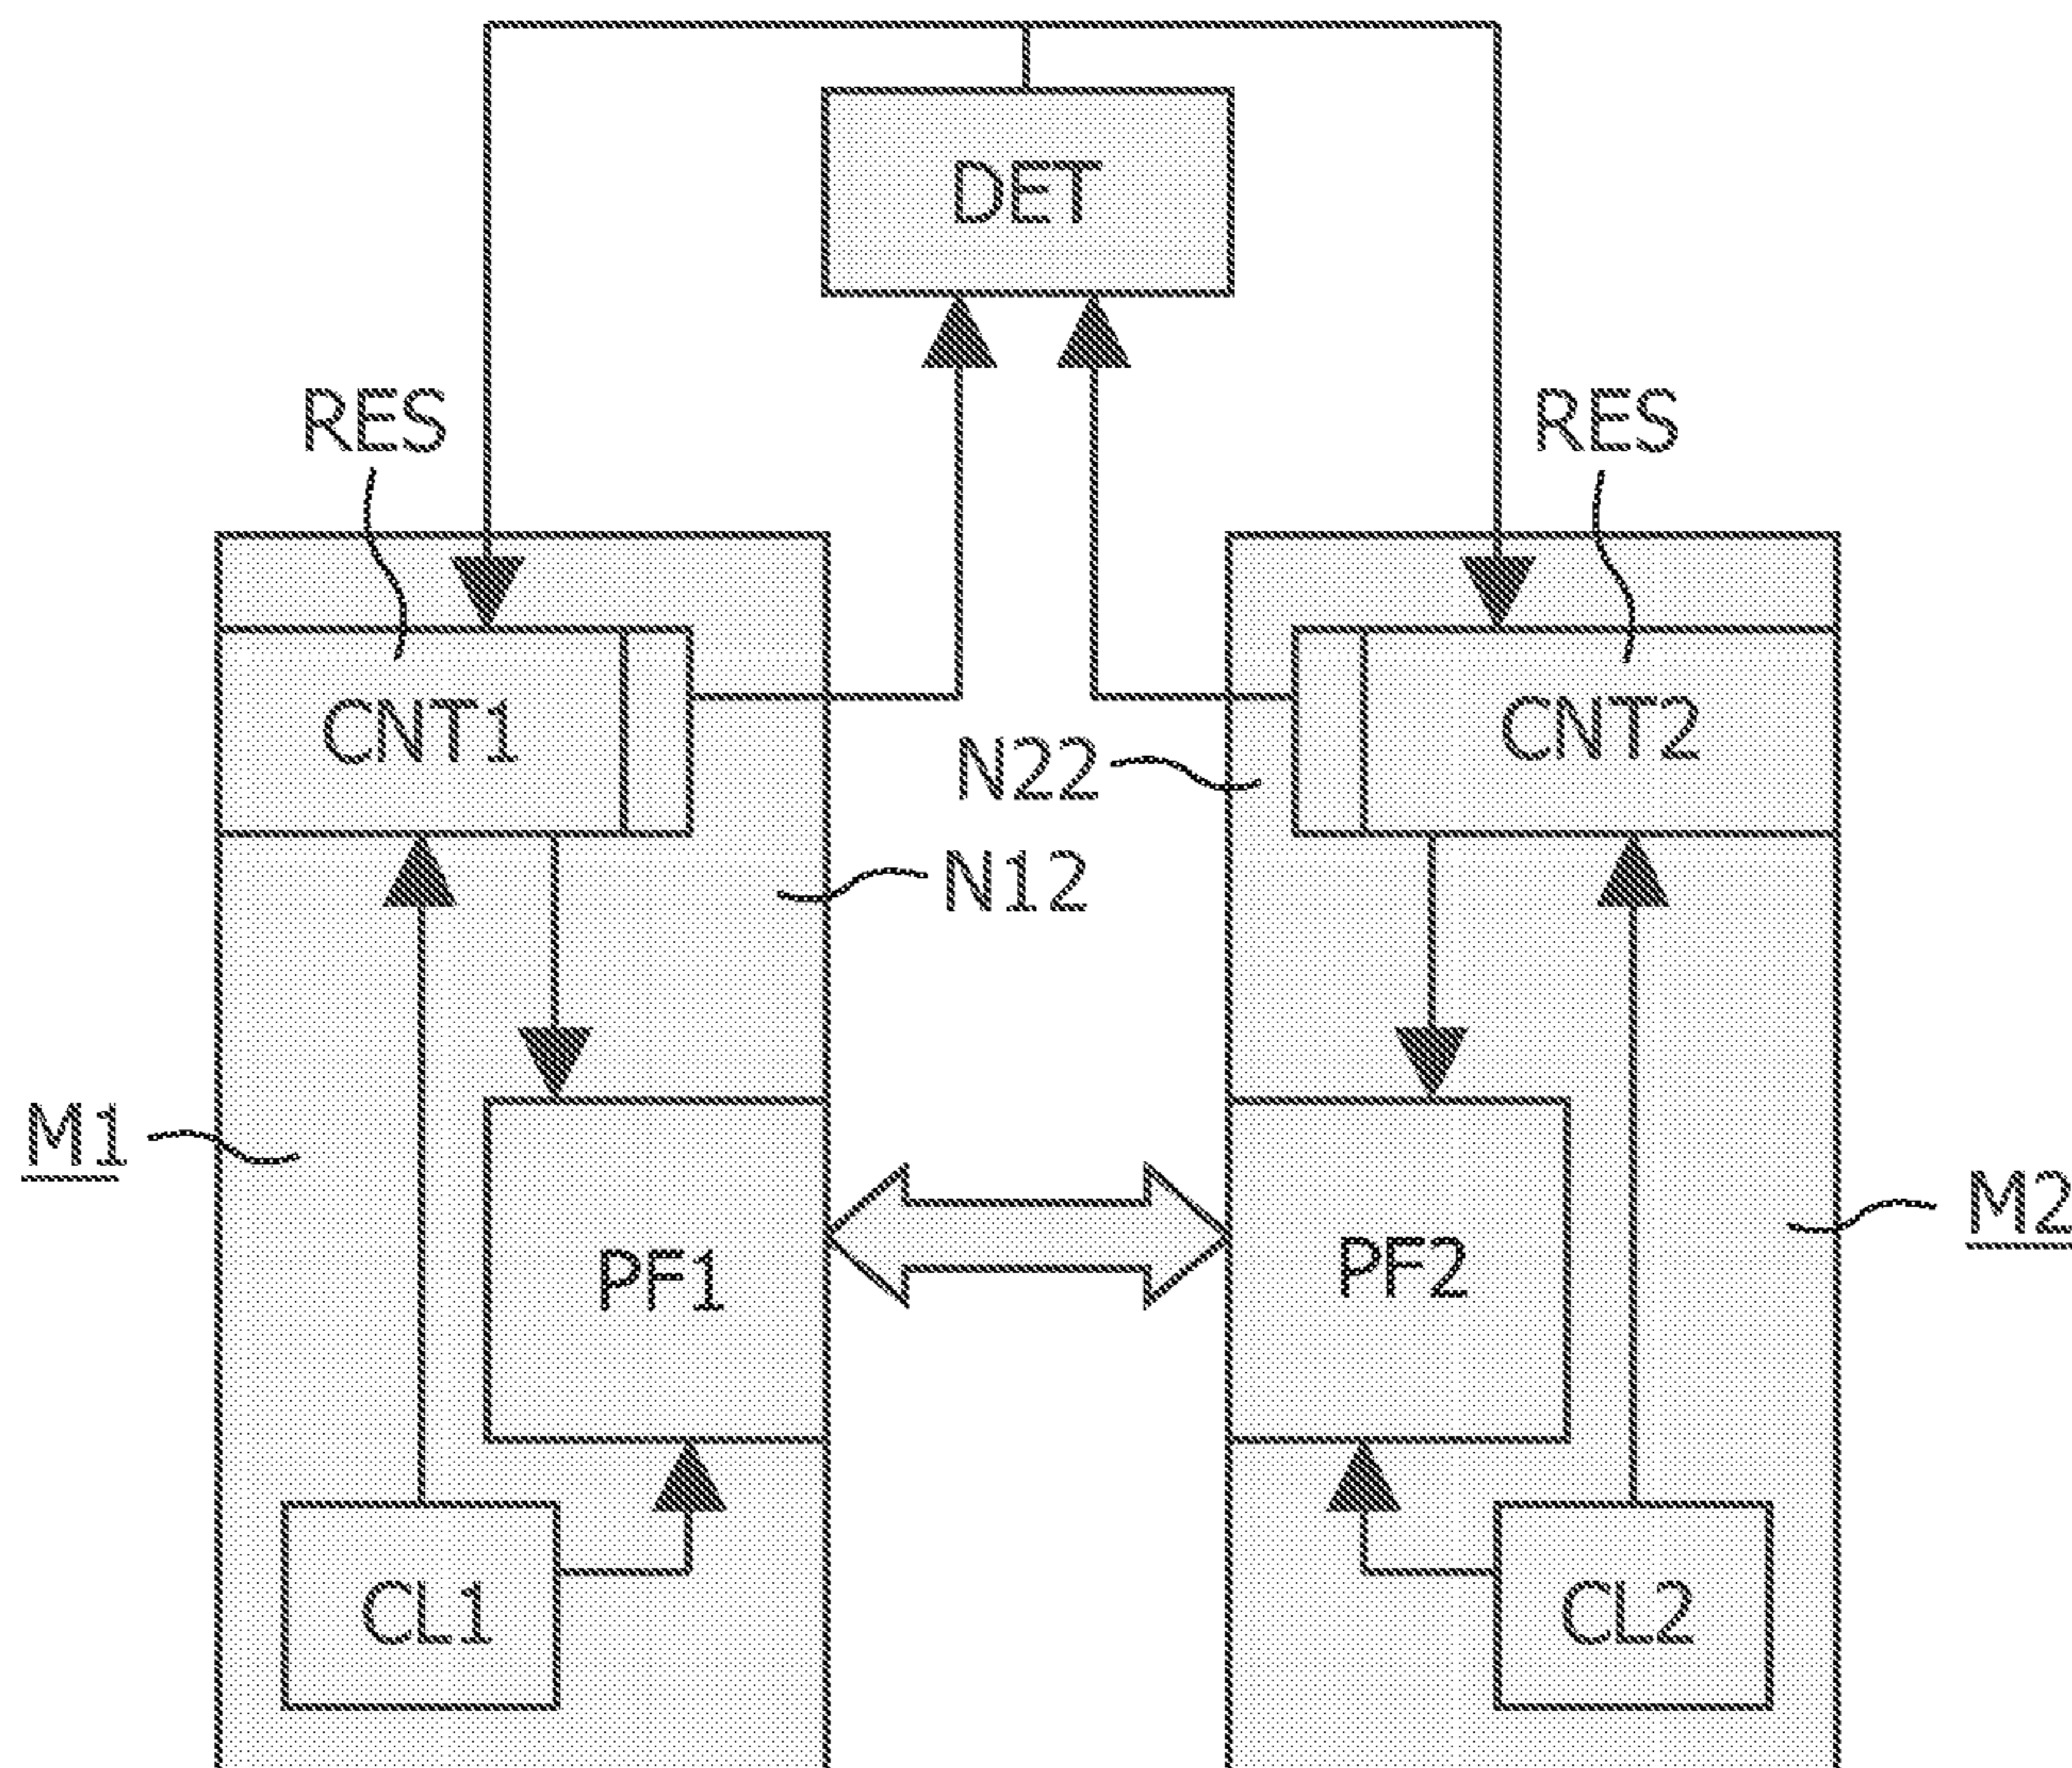 DET
RES
RES
CNT1
CNT2
N22
N12
M1
M2
PF1
PF2
CL1
CL2